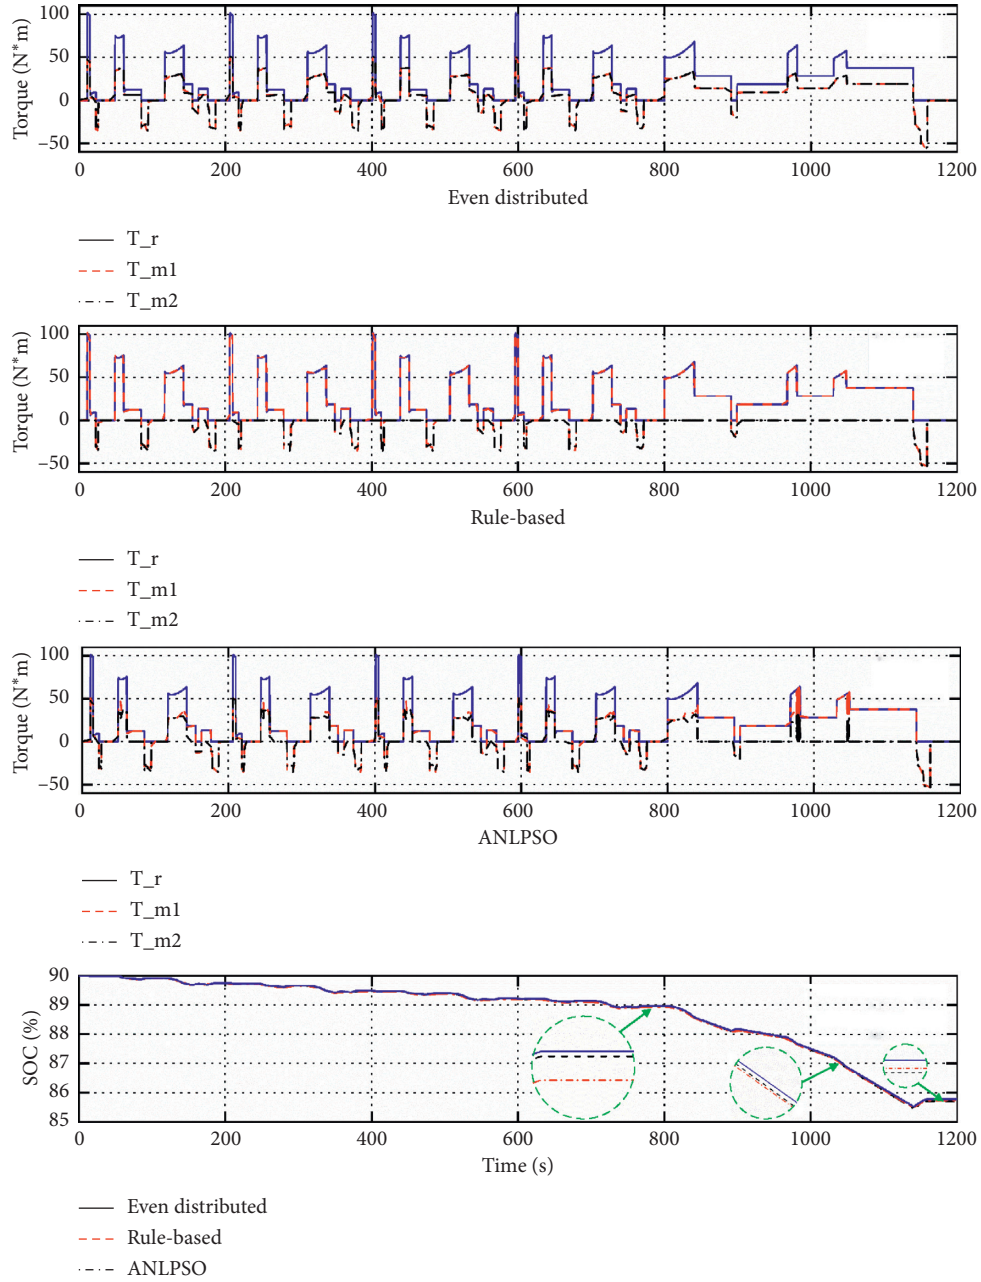 100
50
0
−50
Torque (N*m)
0 200 400 600 800 1000 1200
Even distributed
T_r
T_m1
T_m2
100
50
0
−50
Torque (N*m)
0 200 400 600 800 1000 1200
Rule-based
T_r
T_m1
T_m2
100
50
0
−50
Torque (N*m)
0 200 400 600 800 1000 1200
ANLPSO
T_r
T_m1
T_m2
90
89
88
87
86
85
SOC (%)
0 200 400 600 800 1000 1200
Time (s)
Even distributed
Rule-based
ANLPSO